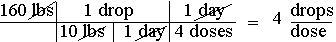 160 lbs 1 drop 1 day = 4 drops
10 lbs 1 day 4 doses dose